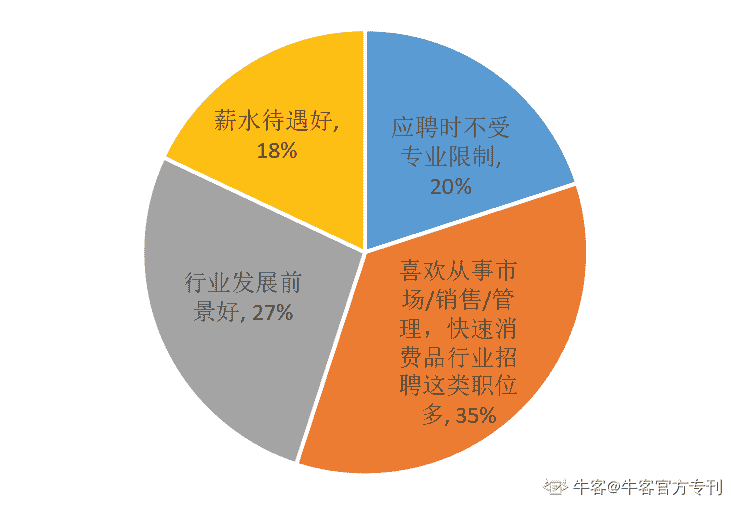 薪水待遇好,
18%
应聘时不受
专业限制,
20%
行业发展前
景好, 27%
喜欢从事市
场/销售/管
理，快速消
费品行业招
聘这类职位
多, 35%
牛客@牛客官方专刊